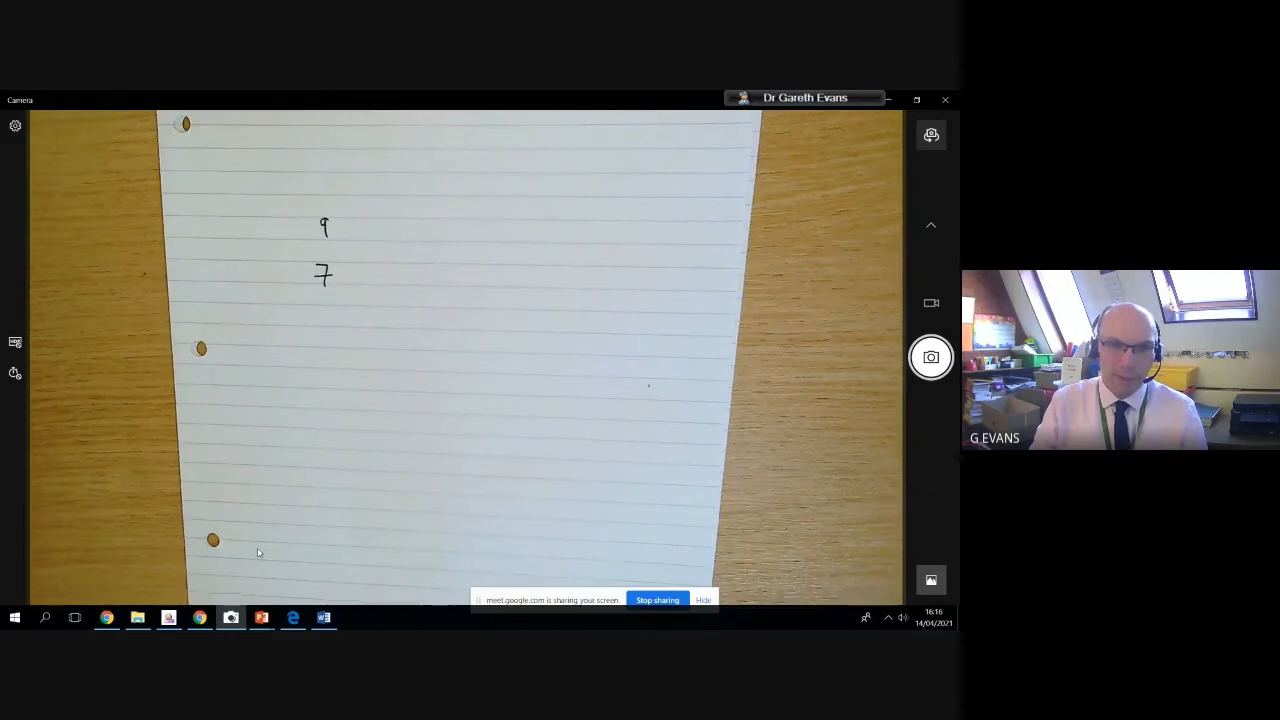 Camera
Dr Gareth Evans
9
7
G EVANS
meet.google.com is sharing your screen.
Stop sharing
Hide
16:16
14/04/2021